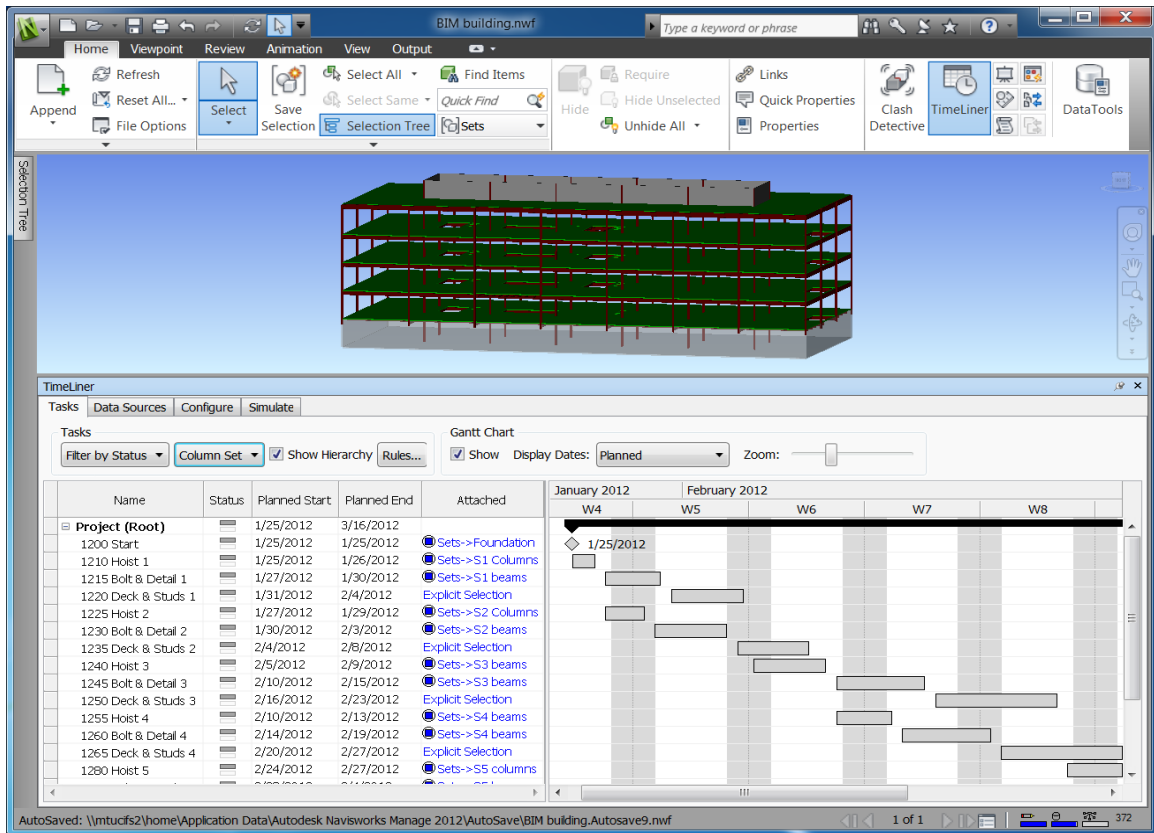 BIM building.nwf
Type a keyword or phrase
Home Viewpoint Review Animation View Output
Append
Refresh
Reset All...
File Options
Select
Save Selection
Select All
Select Same
Selection Tree
Find Items
Quick Find
Sets
Hide
Require
Hide Unselected
Unhide All
Links
Quick Properties
Properties
Clash Detective
TimeLiner
DataTools
Selection Tree
TimeLiner
Tasks Data Sources Configure Simulate
Tasks
Filter by Status Column Set Show Hierarchy Rules...
Gantt Chart
Show Display Dates: Planned Zoom:
Name Status Planned Start Planned End Attached
January 2012 February 2012
W4 W5 W6 W7 W8
Project (Root) 1/25/2012 3/16/2012
1200 Start 1/25/2012 1/25/2012 Sets->Foundation 1/25/2012
1210 Hoist 1 1/25/2012 1/26/2012 Sets->S1 Columns
1215 Bolt & Detail 1 1/27/2012 1/30/2012 Sets->S1 beams
1220 Deck & Studs 1 1/31/2012 2/4/2012 Explicit Selection
1225 Hoist 2 1/27/2012 1/29/2012 Sets->S2 Columns
1230 Bolt & Detail 2 1/30/2012 2/3/2012 Sets->S2 beams
1235 Deck & Studs 2 2/4/2012 2/8/2012 Explicit Selection
1240 Hoist 3 2/5/2012 2/9/2012 Sets->S3 beams
1245 Bolt & Detail 3 2/10/2012 2/15/2012 Sets->S3 beams
1250 Deck & Studs 3 2/16/2012 2/23/2012 Explicit Selection
1255 Hoist 4 2/10/2012 2/13/2012 Sets->S4 beams
1260 Bolt & Detail 4 2/14/2012 2/19/2012 Sets->S4 beams
1265 Deck & Studs 4 2/20/2012 2/27/2012 Explicit Selection
1280 Hoist 5 2/24/2012 2/27/2012 Sets->S5 columns
AutoSaved: \\mtucifs2\home\Application Data\Autodesk Navisworks Manage 2012\AutoSave\BIM building.Autosave9.nwf
1 of 1
372